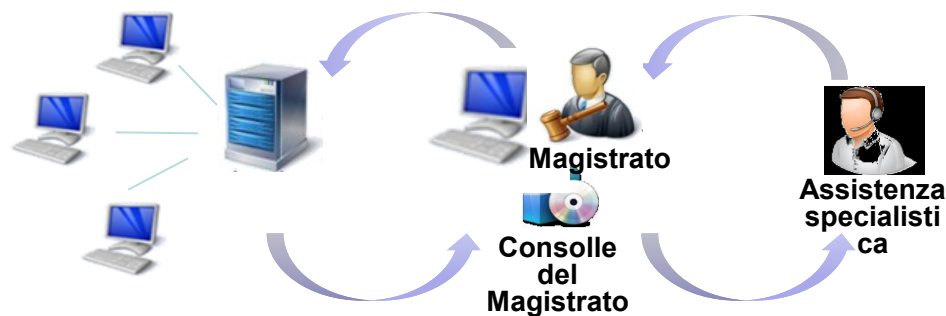 Magistrato
Consolle
del
Magistrato
Assistenza
specialisti
ca